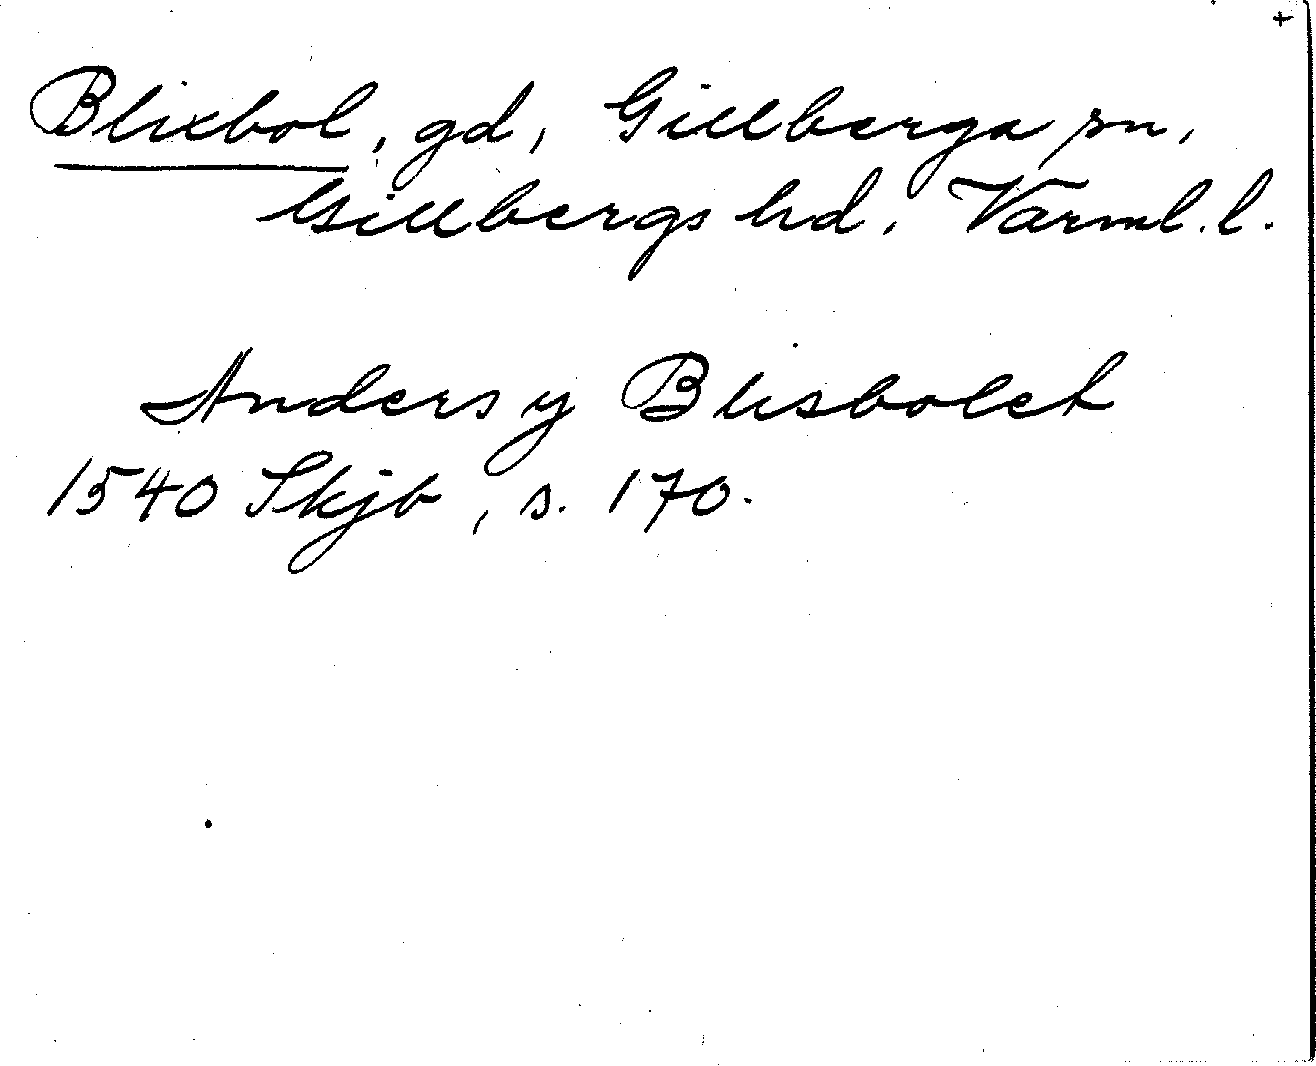 +
Blixbol, gd, Gillberga sn,
Gillbergs hd, Värml. l.
Anders y Blisbolet
1540 Skjb, s. 170.